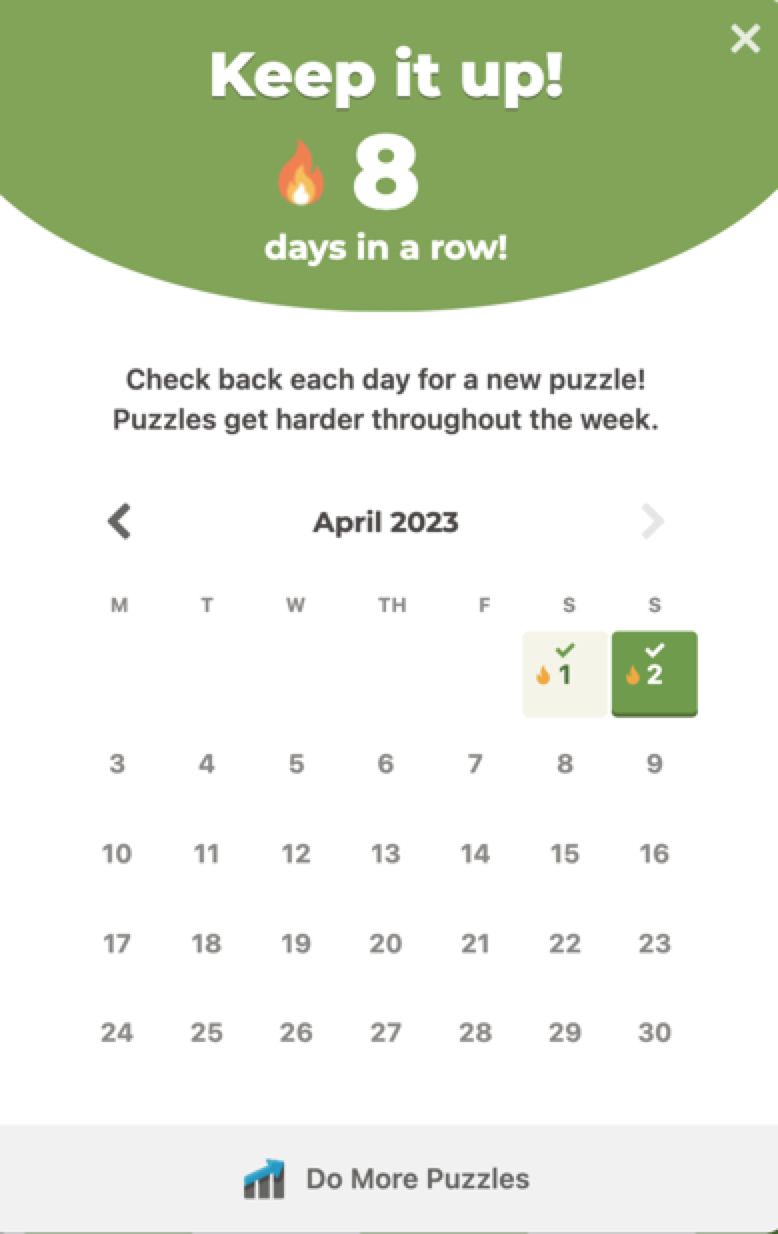 Keep it up!
8
days in a row!
Check back each day for a new puzzle!
Puzzles get harder throughout the week.
April 2023
M T W TH F S S
1 2
3 4 5 6 7 8 9
10 11 12 13 14 15 16
17 18 19 20 21 22 23
24 25 26 27 28 29 30
Do More Puzzles